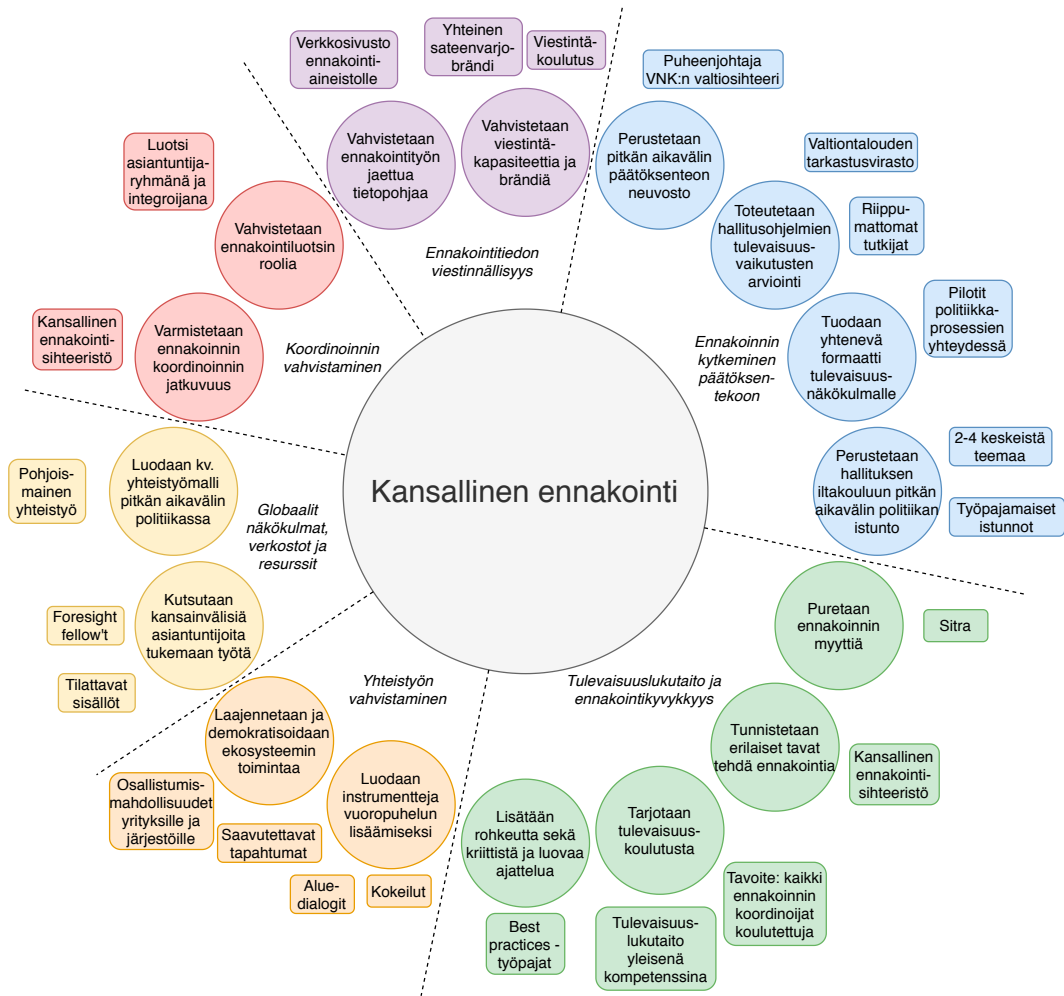 Verkkosivusto
ennakointi-
aineistolle
Yhteinen
sateenvarjo-
brändi
Viestintä-
koulutus
Vahvistetaan
ennakointityön
jaettua
tietopohjaa
Vahvistetaan
viestintä-
kapasiteettia ja
brändiä
Ennakointitiedon
viestinnällisyys
Puheenjohtaja
VNK:n valtiosihteeri
Perustetaan
pitkän aikavälin
päätöksenteon
neuvosto
Valtiontalouden
tarkastusvirasto
Toteutetaan
hallitusohjelmien
tulevaisuus-
vaikutusten
arviointi
Riippu-
mattomat
tutkijat
Tuodaan
yhtenevä
formaatti
tulevaisuus-
näkökulmalle
Pilotit
politiikka-
prosessien
yhteydessä
Ennakoinnin
kytkeminen
päätöksen-
tekoon
Perustetaan
hallituksen
iltakouluun pitkän
aikavälin politiikan
istunto
2-4 keskeistä
teemaa
Työpajamaiset
istunnot
Luotsi
asiantuntija-
ryhmänä ja
integroijana
Vahvistetaan
ennakointiluotsin
roolia
Kansallinen
ennakointi-
sihteeristö
Varmistetaan
ennakoinnin
koordinoinnin
jatkuvuus
Koordinoinnin
vahvistaminen
Kansallinen ennakointi
Pohjois-
mainen
yhteistyö
Luodaan kv.
yhteistyömalli
pitkän aikavälin
politiikassa
Globaalit
näkökulmat,
verkostot ja
resurssit
Foresight
fellow't
Kutsutaan
kansainvälisiä
asiantuntijoita
tukemaan työtä
Tilattavat
sisällöt
Yhteistyön
vahvistaminen
Laajennetaan ja
demokratisoidaan
ekosysteemin
toimintaa
Osallistumis-
mahdollisuudet
yrityksille ja
järjestöille
Saavutettavat
tapahtumat
Luodaan
instrumentteja
vuoropuhelun
lisäämiseksi
Alue-
dialogit
Kokeilut
Tulevaisuuslukutaito ja
ennakointikyvykkyys
Puretaan
ennakoinnin
myyttiä
Sitra
Tunnistetaan
erilaiset tavat
tehdä ennakointia
Kansallinen
ennakointi-
sihteeristö
Tarjotaan
tulevaisuus-
koulutusta
Tavoite: kaikki
ennakoinnin
koordinoijat
koulutettuja
Tulevaisuus-
lukutaito
yleisenä
kompetenssina
Lisätään
rohkeutta sekä
kriittistä ja luovaa
ajattelua
Best
practices -
työpajat